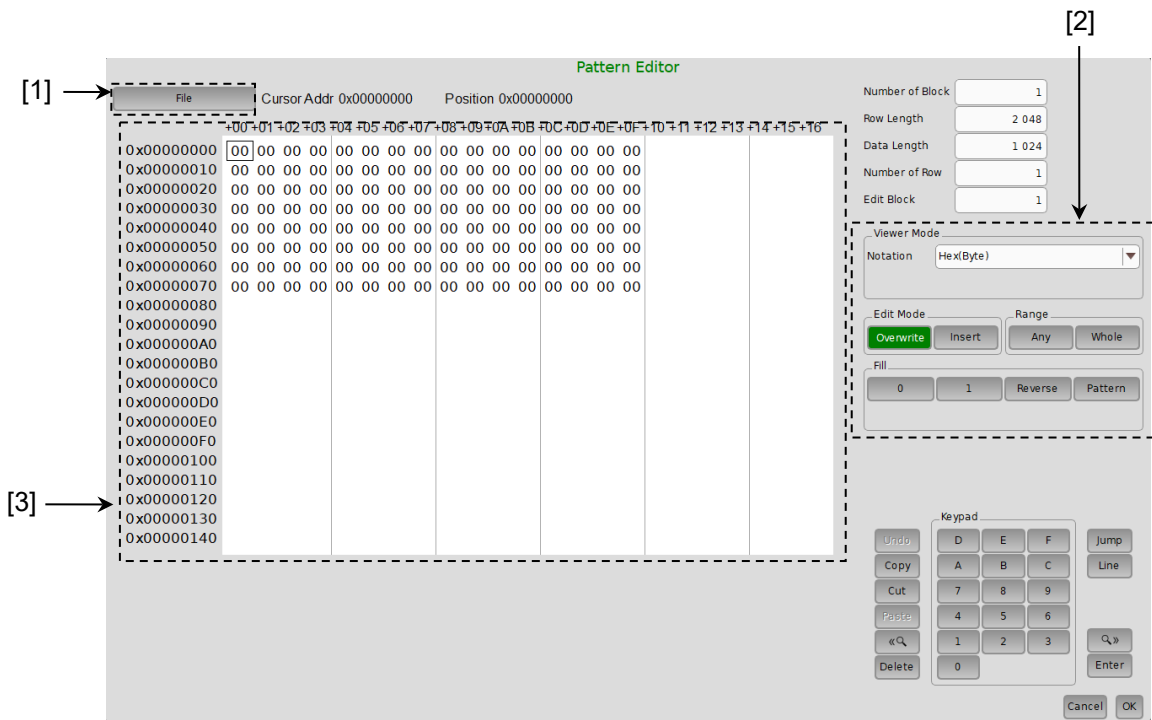 [2]
Pattern Editor
[1]
File
Cursor Addr 0x00000000
Position 0x00000000
Number of Block 1
Row Length 2 048
Data Length 1 024
Number of Row 1
Edit Block 1
+00 +01 +02 +03 +04 +05 +06 +07 +08 +09 +0A +0B +0C +0D +0E +0F +10 +11 +12 +13 +14 +15 +16
0x00000000 00 00 00 00 00 00 00 00 00 00 00 00 00 00 00 00
0x00000010 00 00 00 00 00 00 00 00 00 00 00 00 00 00 00 00
0x00000020 00 00 00 00 00 00 00 00 00 00 00 00 00 00 00 00
0x00000030 00 00 00 00 00 00 00 00 00 00 00 00 00 00 00 00
0x00000040 00 00 00 00 00 00 00 00 00 00 00 00 00 00 00 00
0x00000050 00 00 00 00 00 00 00 00 00 00 00 00 00 00 00 00
0x00000060 00 00 00 00 00 00 00 00 00 00 00 00 00 00 00 00
0x00000070 00 00 00 00 00 00 00 00 00 00 00 00 00 00 00 00
0x00000080
0x00000090
0x000000A0
0x000000B0
0x000000C0
0x000000D0
0x000000E0
0x000000F0
0x00000100
0x00000110
0x00000120
0x00000130
0x00000140
[3]
Viewer Mode
Notation Hex(Byte)
Edit Mode
Overwrite Insert
Range
Any Whole
Fill
0 1 Reverse Pattern
Keypad
Undo D E F Jump
Copy A B C Line
Cut 7 8 9
Paste 4 5 6
« 1 2 3 »
Delete 0 Enter
Cancel OK